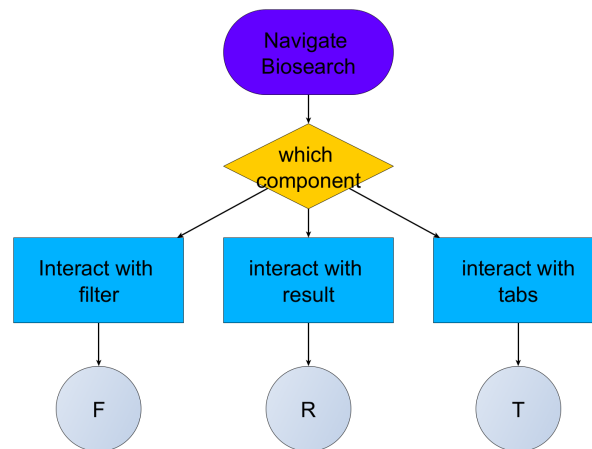 Navigate
Biosearch
which
component
Interact with
filter
interact with
result
interact with
tabs
F
R
T